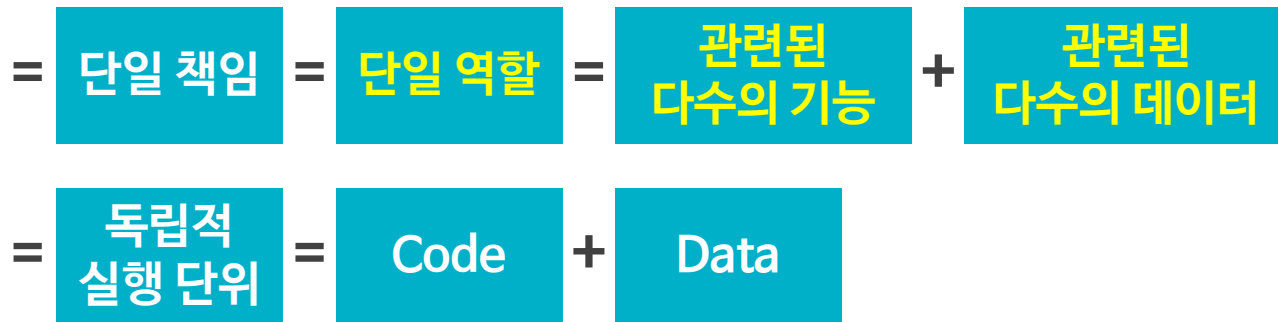 = 단일 책임 = 단일 역할 = 관련된
다수의 기능 + 관련된
다수의 데이터
= 독립적
실행 단위 = Code + Data